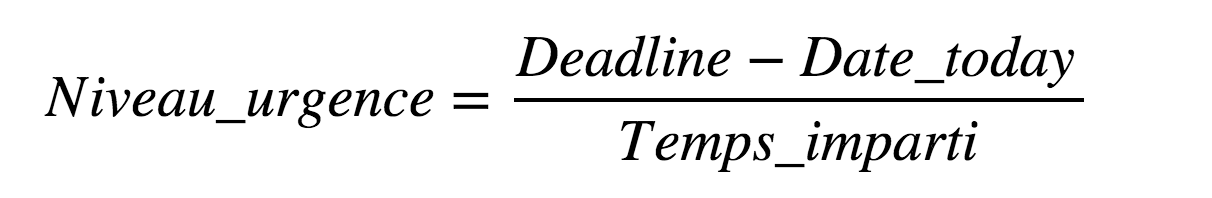 Niveau_urgence = Deadline − Date_today
Temps_imparti